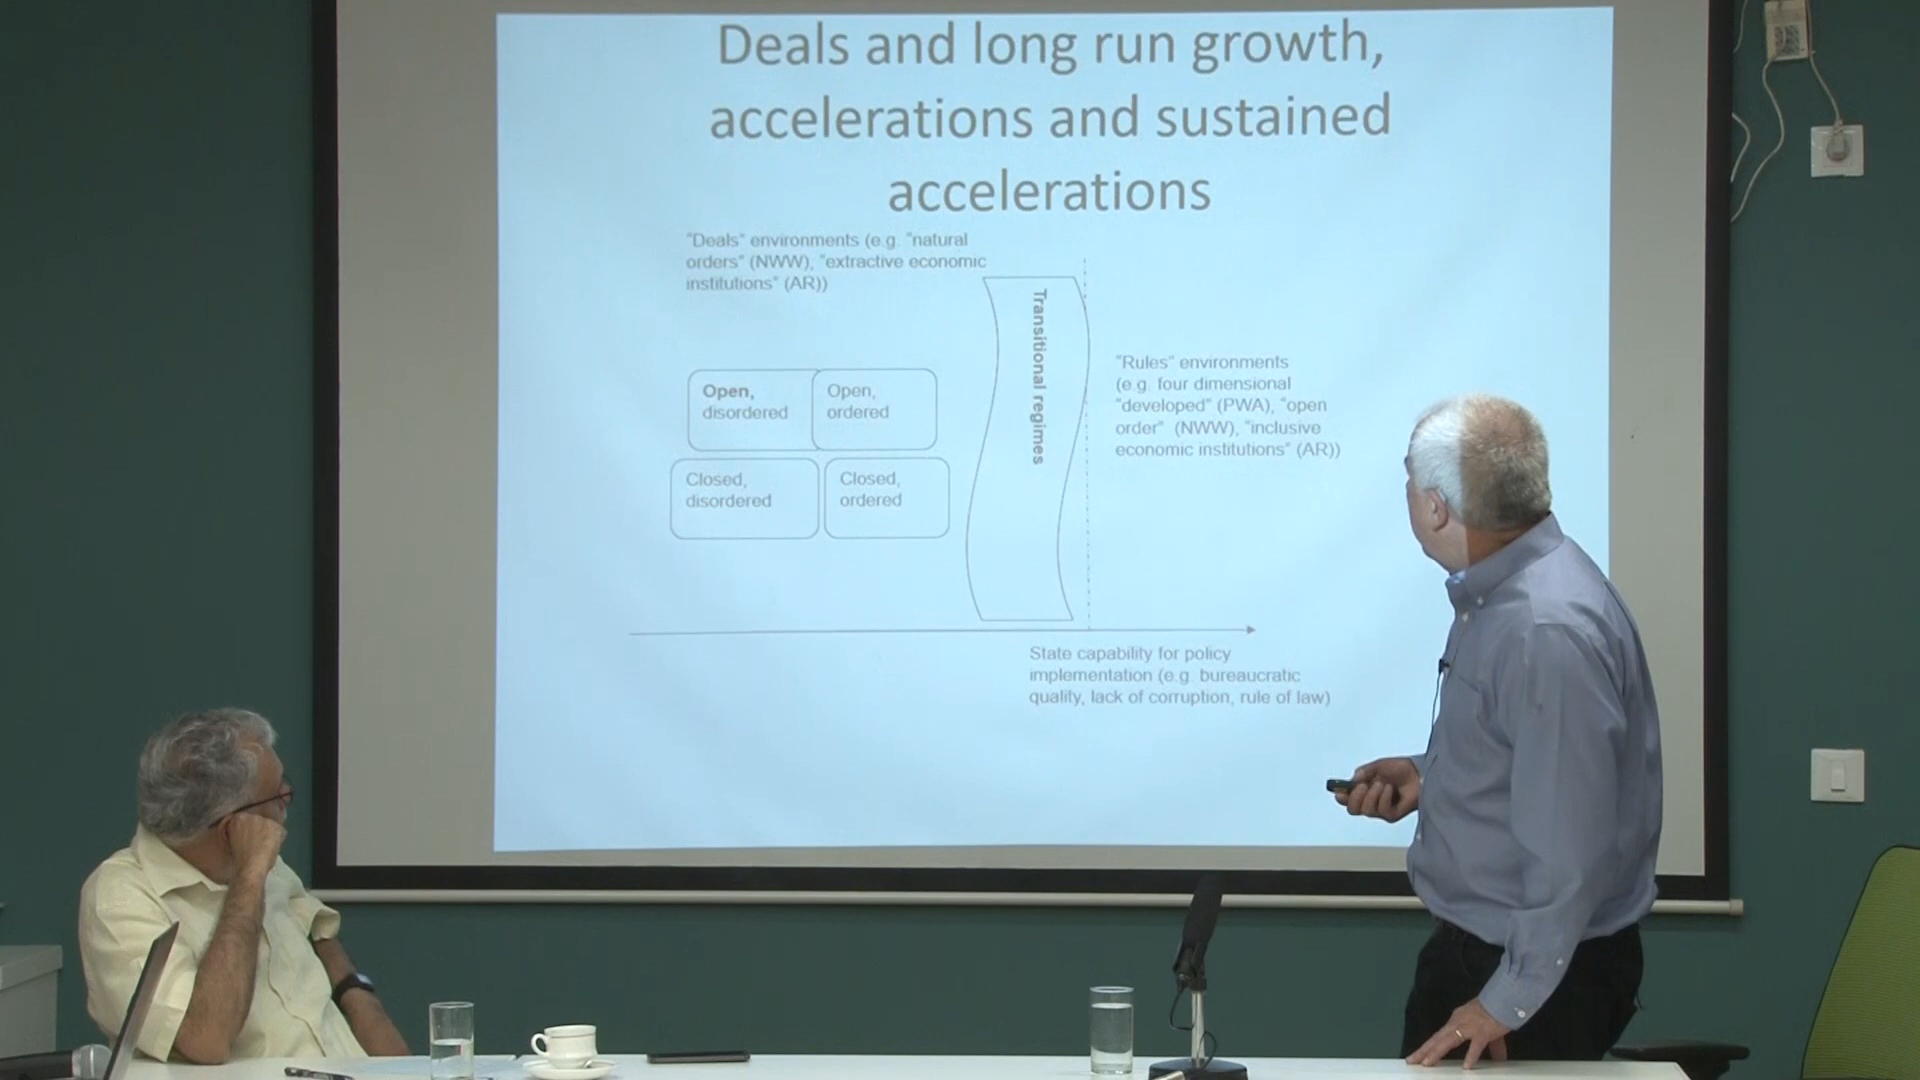 Deals and long run growth,
accelerations and sustained
accelerations
"Deals" environments (e.g. "natural
orders" (NWW), "extractive economic
institutions" (AR))
Transitional regimes
"Rules" environments
(e.g. four dimensional
"developed" (PWA), "open
order" (NWW), "inclusive
economic institutions" (AR))
Open,
disordered
Open,
ordered
Closed,
disordered
Closed,
ordered
State capability for policy
implementation (e.g. bureaucratic
quality, lack of corruption, rule of law)